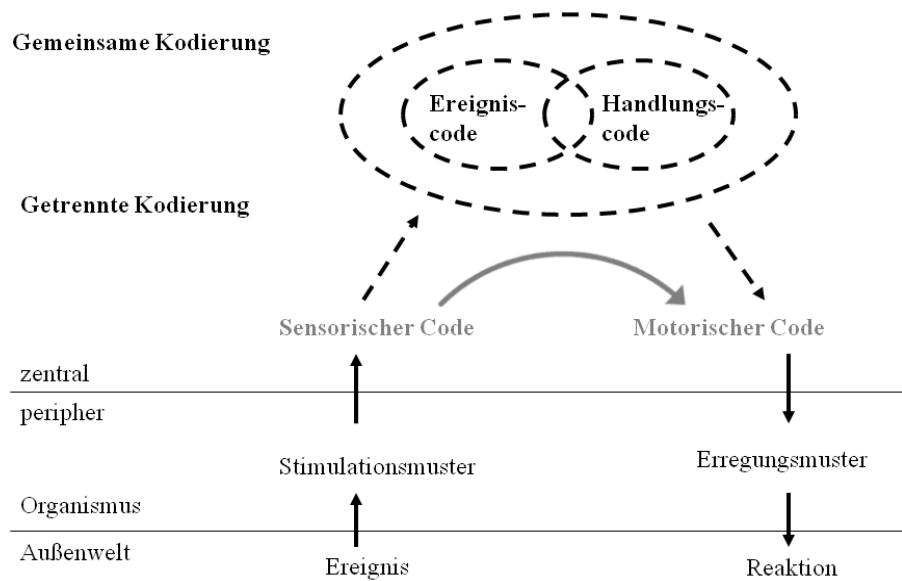 Gemeinsame Kodierung
Ereignis-
code
Handlungs-
code
Getrennte Kodierung
Sensorischer Code
Motorischer Code
zentral
peripher
Stimulationsmuster
Erregungsmuster
Organismus
Außenwelt
Ereignis
Reaktion